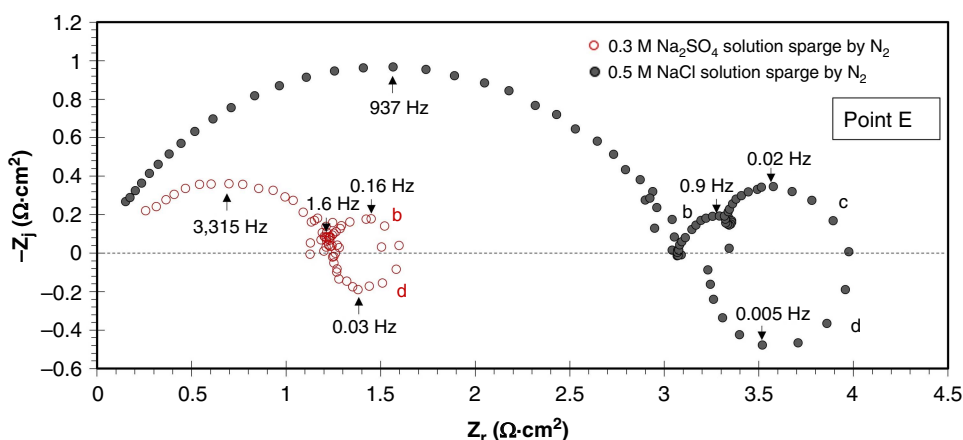 1.2
1
0.8
0.6
0.4
0.2
0
−0.2
−0.4
−0.6
−Zj (Ω·cm²)
0.3 M Na₂SO₄ solution sparge by N₂
0.5 M NaCl solution sparge by N₂
Point E
937 Hz
3,315 Hz
1.6 Hz
0.16 Hz
b
d
0.03 Hz
0.02 Hz
0.9 Hz
b
c
0.005 Hz
d
0 0.5 1 1.5 2 2.5 3 3.5 4 4.5
Zr (Ω·cm²)